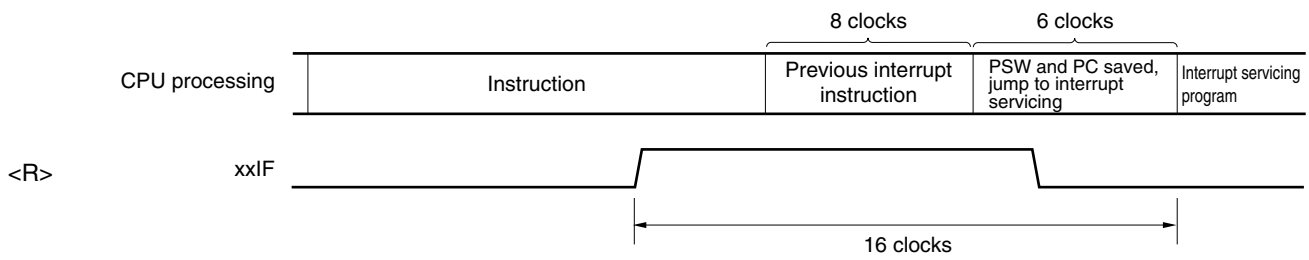 8 clocks
6 clocks
CPU processing
Instruction
Previous interrupt
instruction
PSW and PC saved,
jump to interrupt
servicing
Interrupt servicing
program
<R>
xxIF
16 clocks